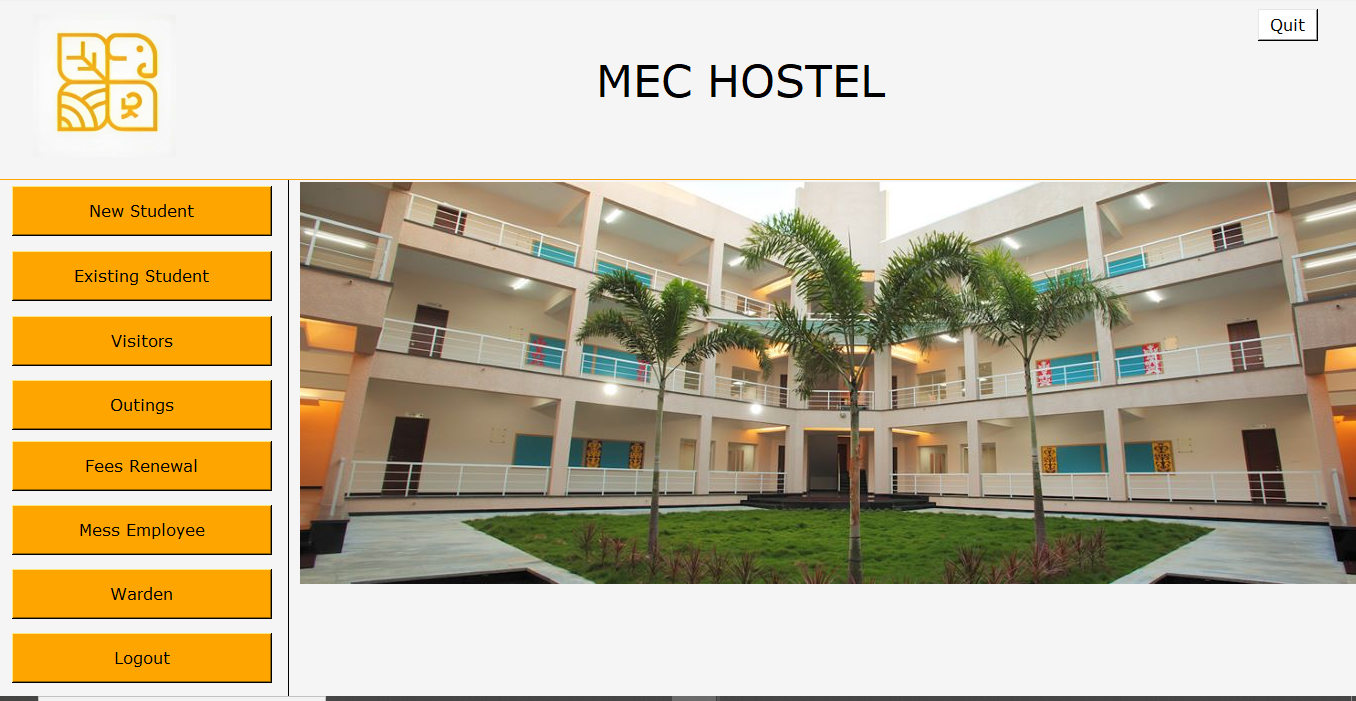 Quit
MEC HOSTEL
New Student
Existing Student
Visitors
Outings
Fees Renewal
Mess Employee
Warden
Logout